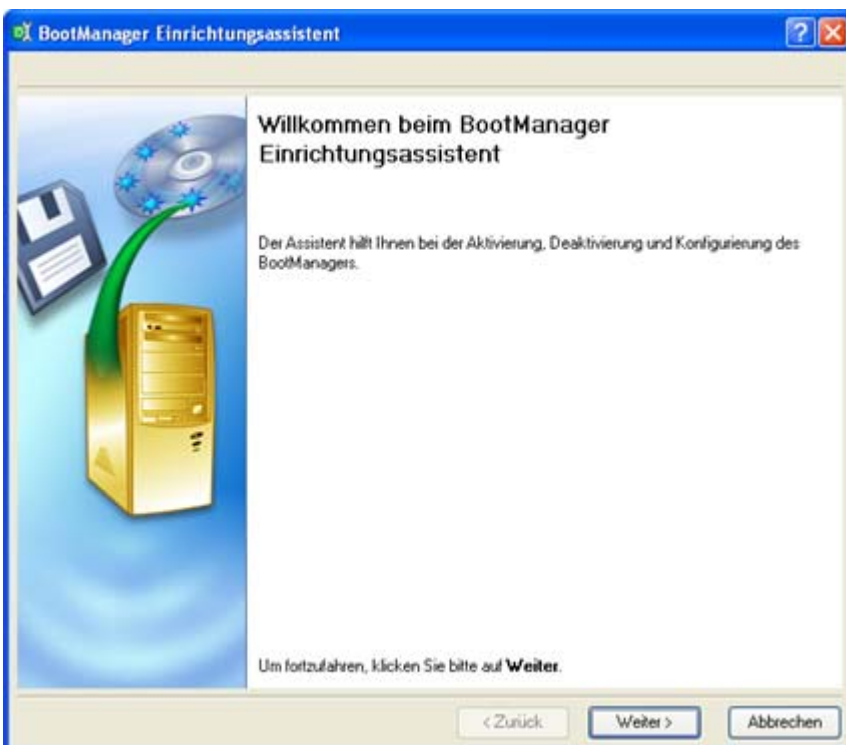 BootManager Einrichtungsassistent
Willkommen beim BootManager
Einrichtungsassistent
Der Assistent hilft Ihnen bei der Aktivierung, Deaktivierung und Konfigurierung des
BootManagers.
Um fortzufahren, klicken Sie bitte auf Weiter.
< Zurück
Weiter >
Abbrechen